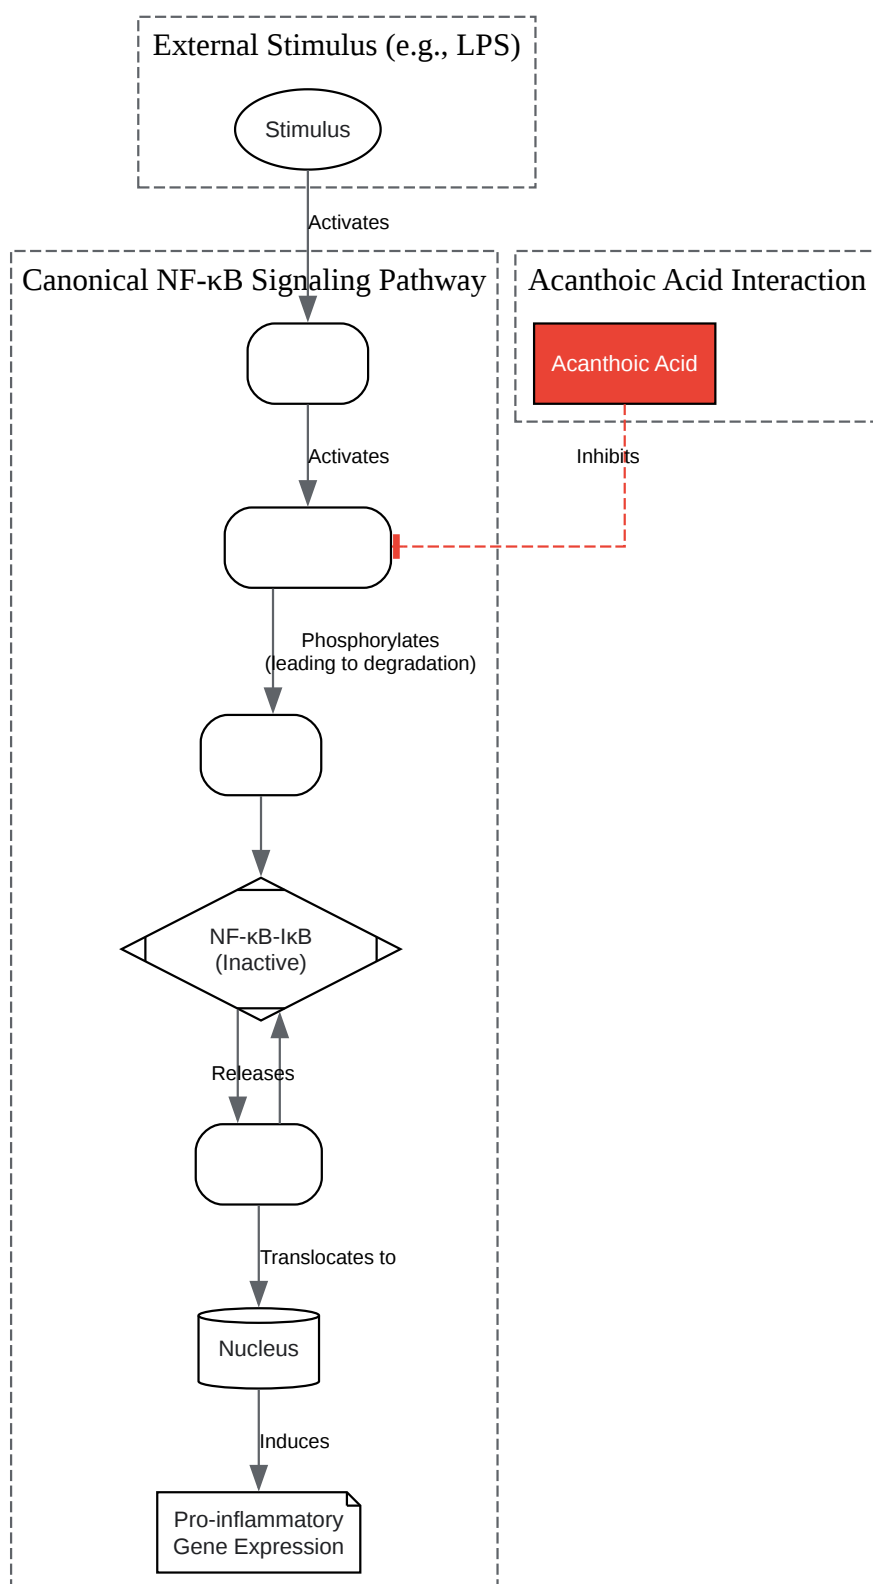 External Stimulus (e.g., LPS)
Stimulus
Activates
Canonical NF-κB Signaling Pathway
Acanthoic Acid Interaction
Acanthoic Acid
Activates
Inhibits
Phosphorylates
(leading to degradation)
NF-κB-IκB
(Inactive)
Releases
Translocates to
Nucleus
Induces
Pro-inflammatory
Gene Expression